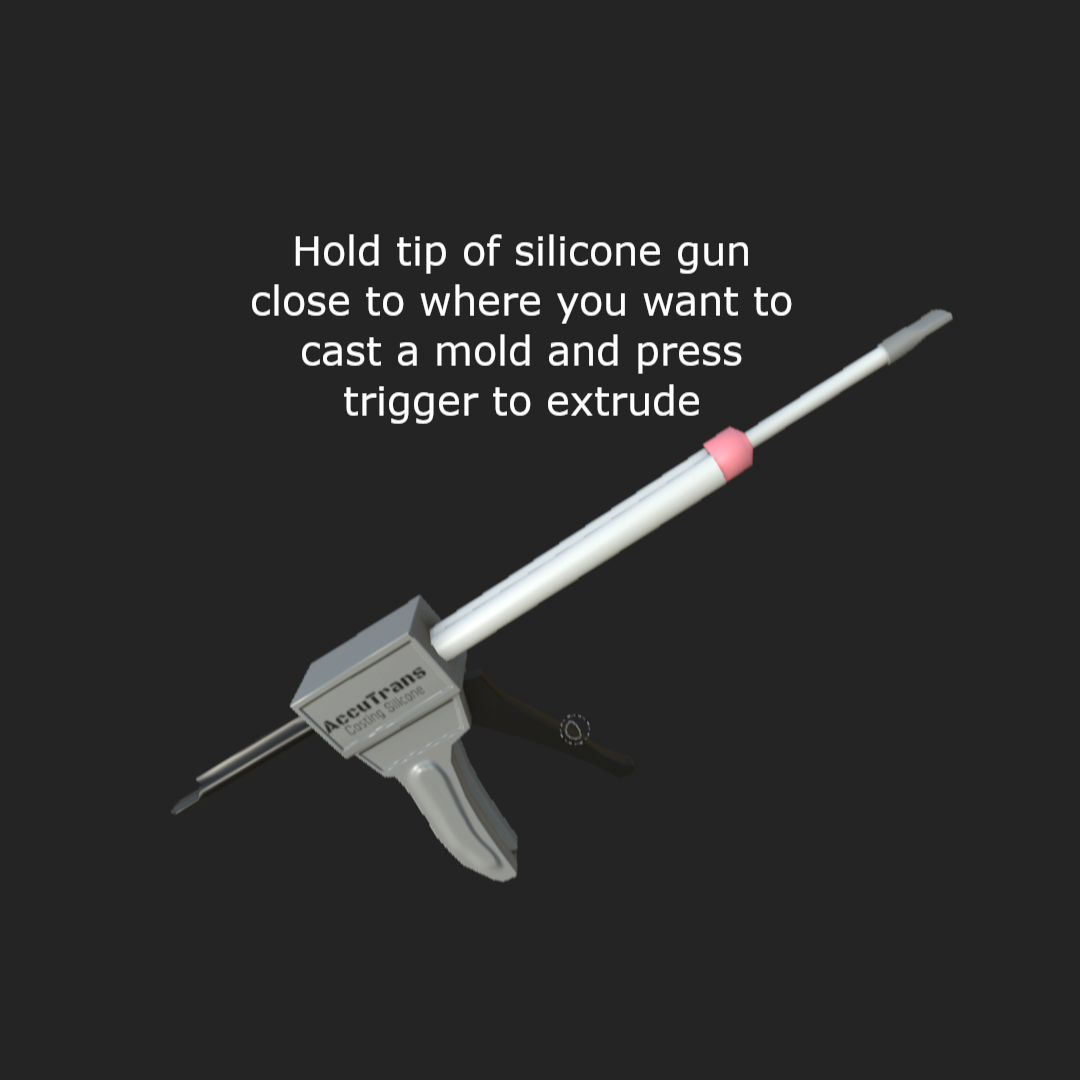 Hold tip of silicone gun
close to where you want to
cast a mold and press
trigger to extrude
AccuTrans
Casting Silicone